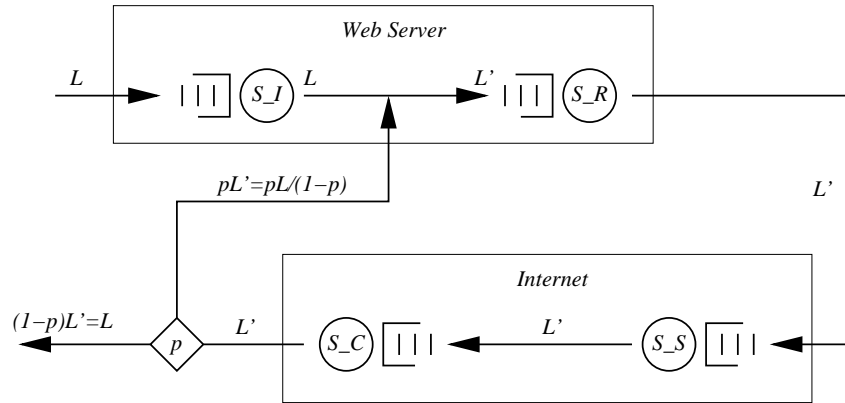 Web Server
L
S_I
L
L’
S_R
pL’=pL/(1−p)
L’
Internet
(1−p)L’=L
p
L’
S_C
L’
S_S